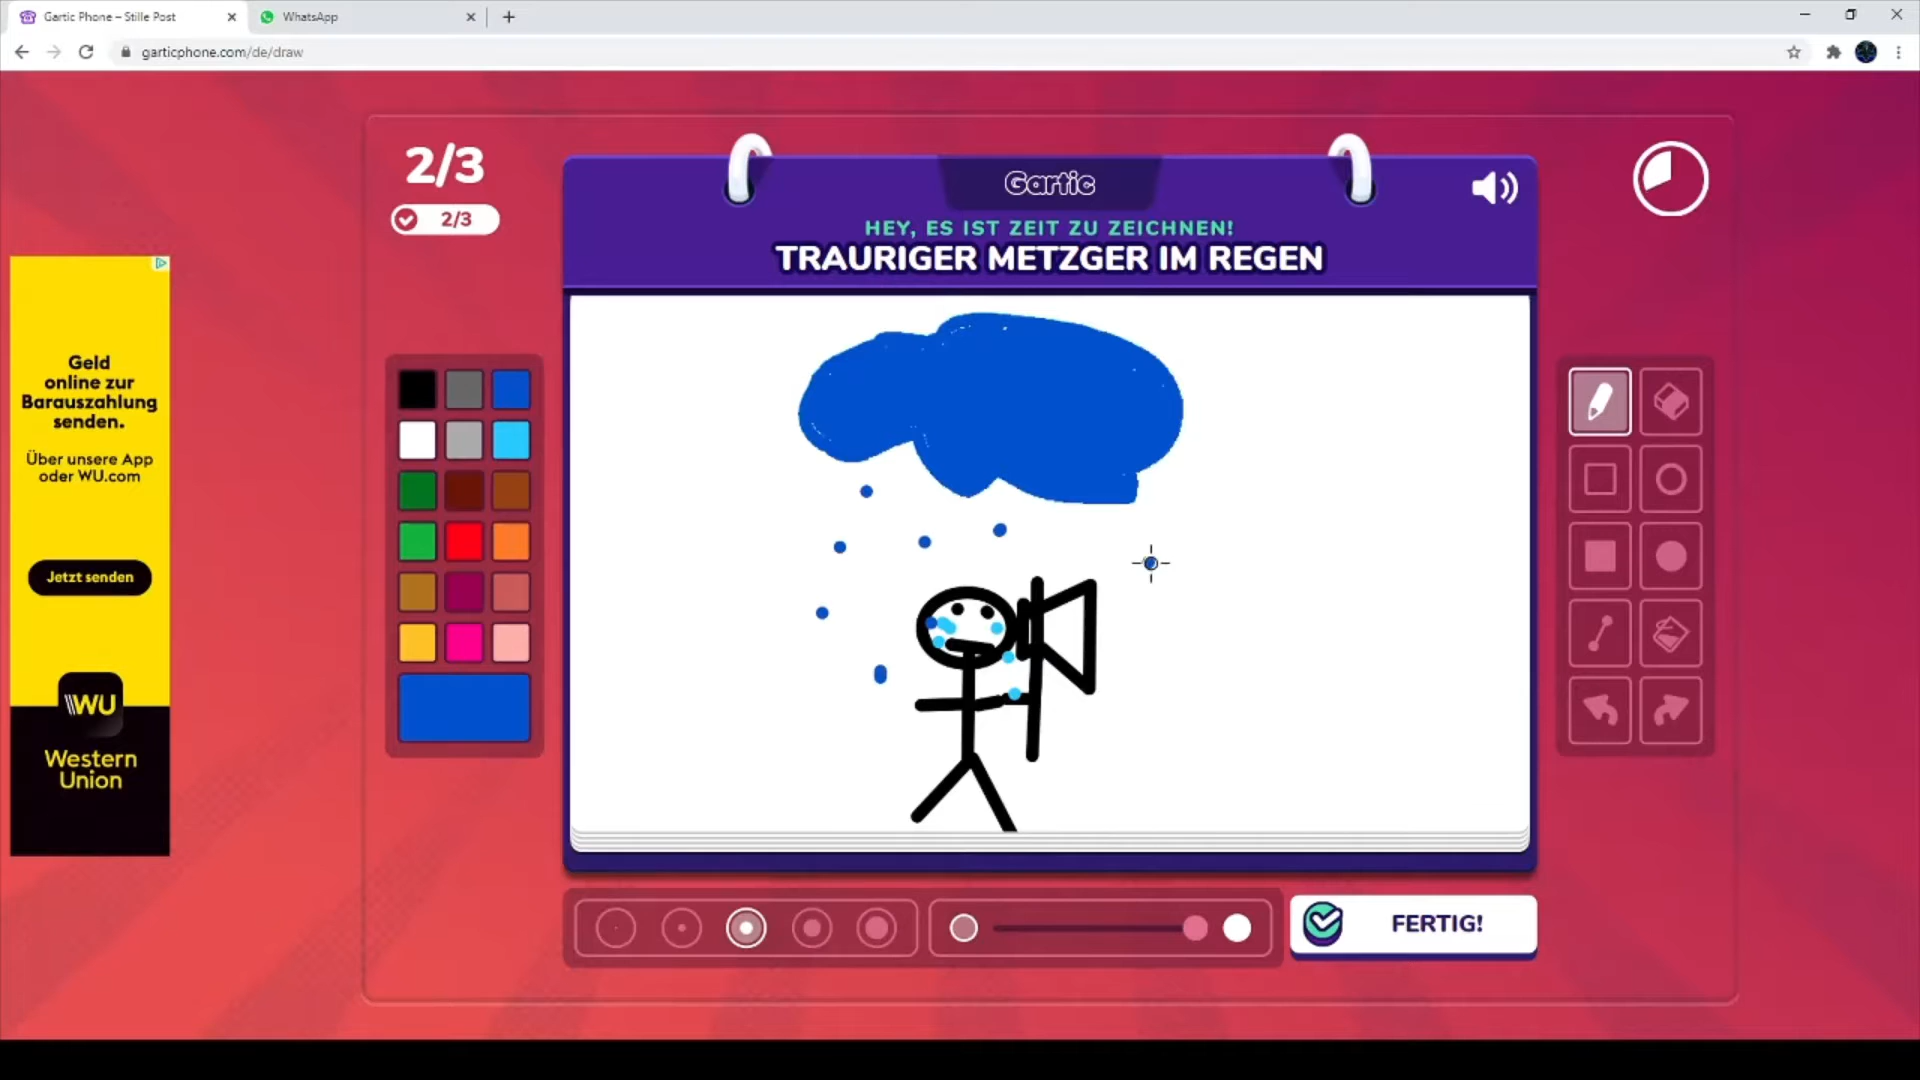 Gartic Phone – Stille Post
WhatsApp
garticphone.com/de/draw
2/3
2/3
Gartic
HEY, ES IST ZEIT ZU ZEICHNEN!
TRAURIGER METZGER IM REGEN
Geld
online zur
Barauszahlung
senden.
Über unsere App
oder WU.com
Jetzt senden
WU
Western
Union
FERTIG!